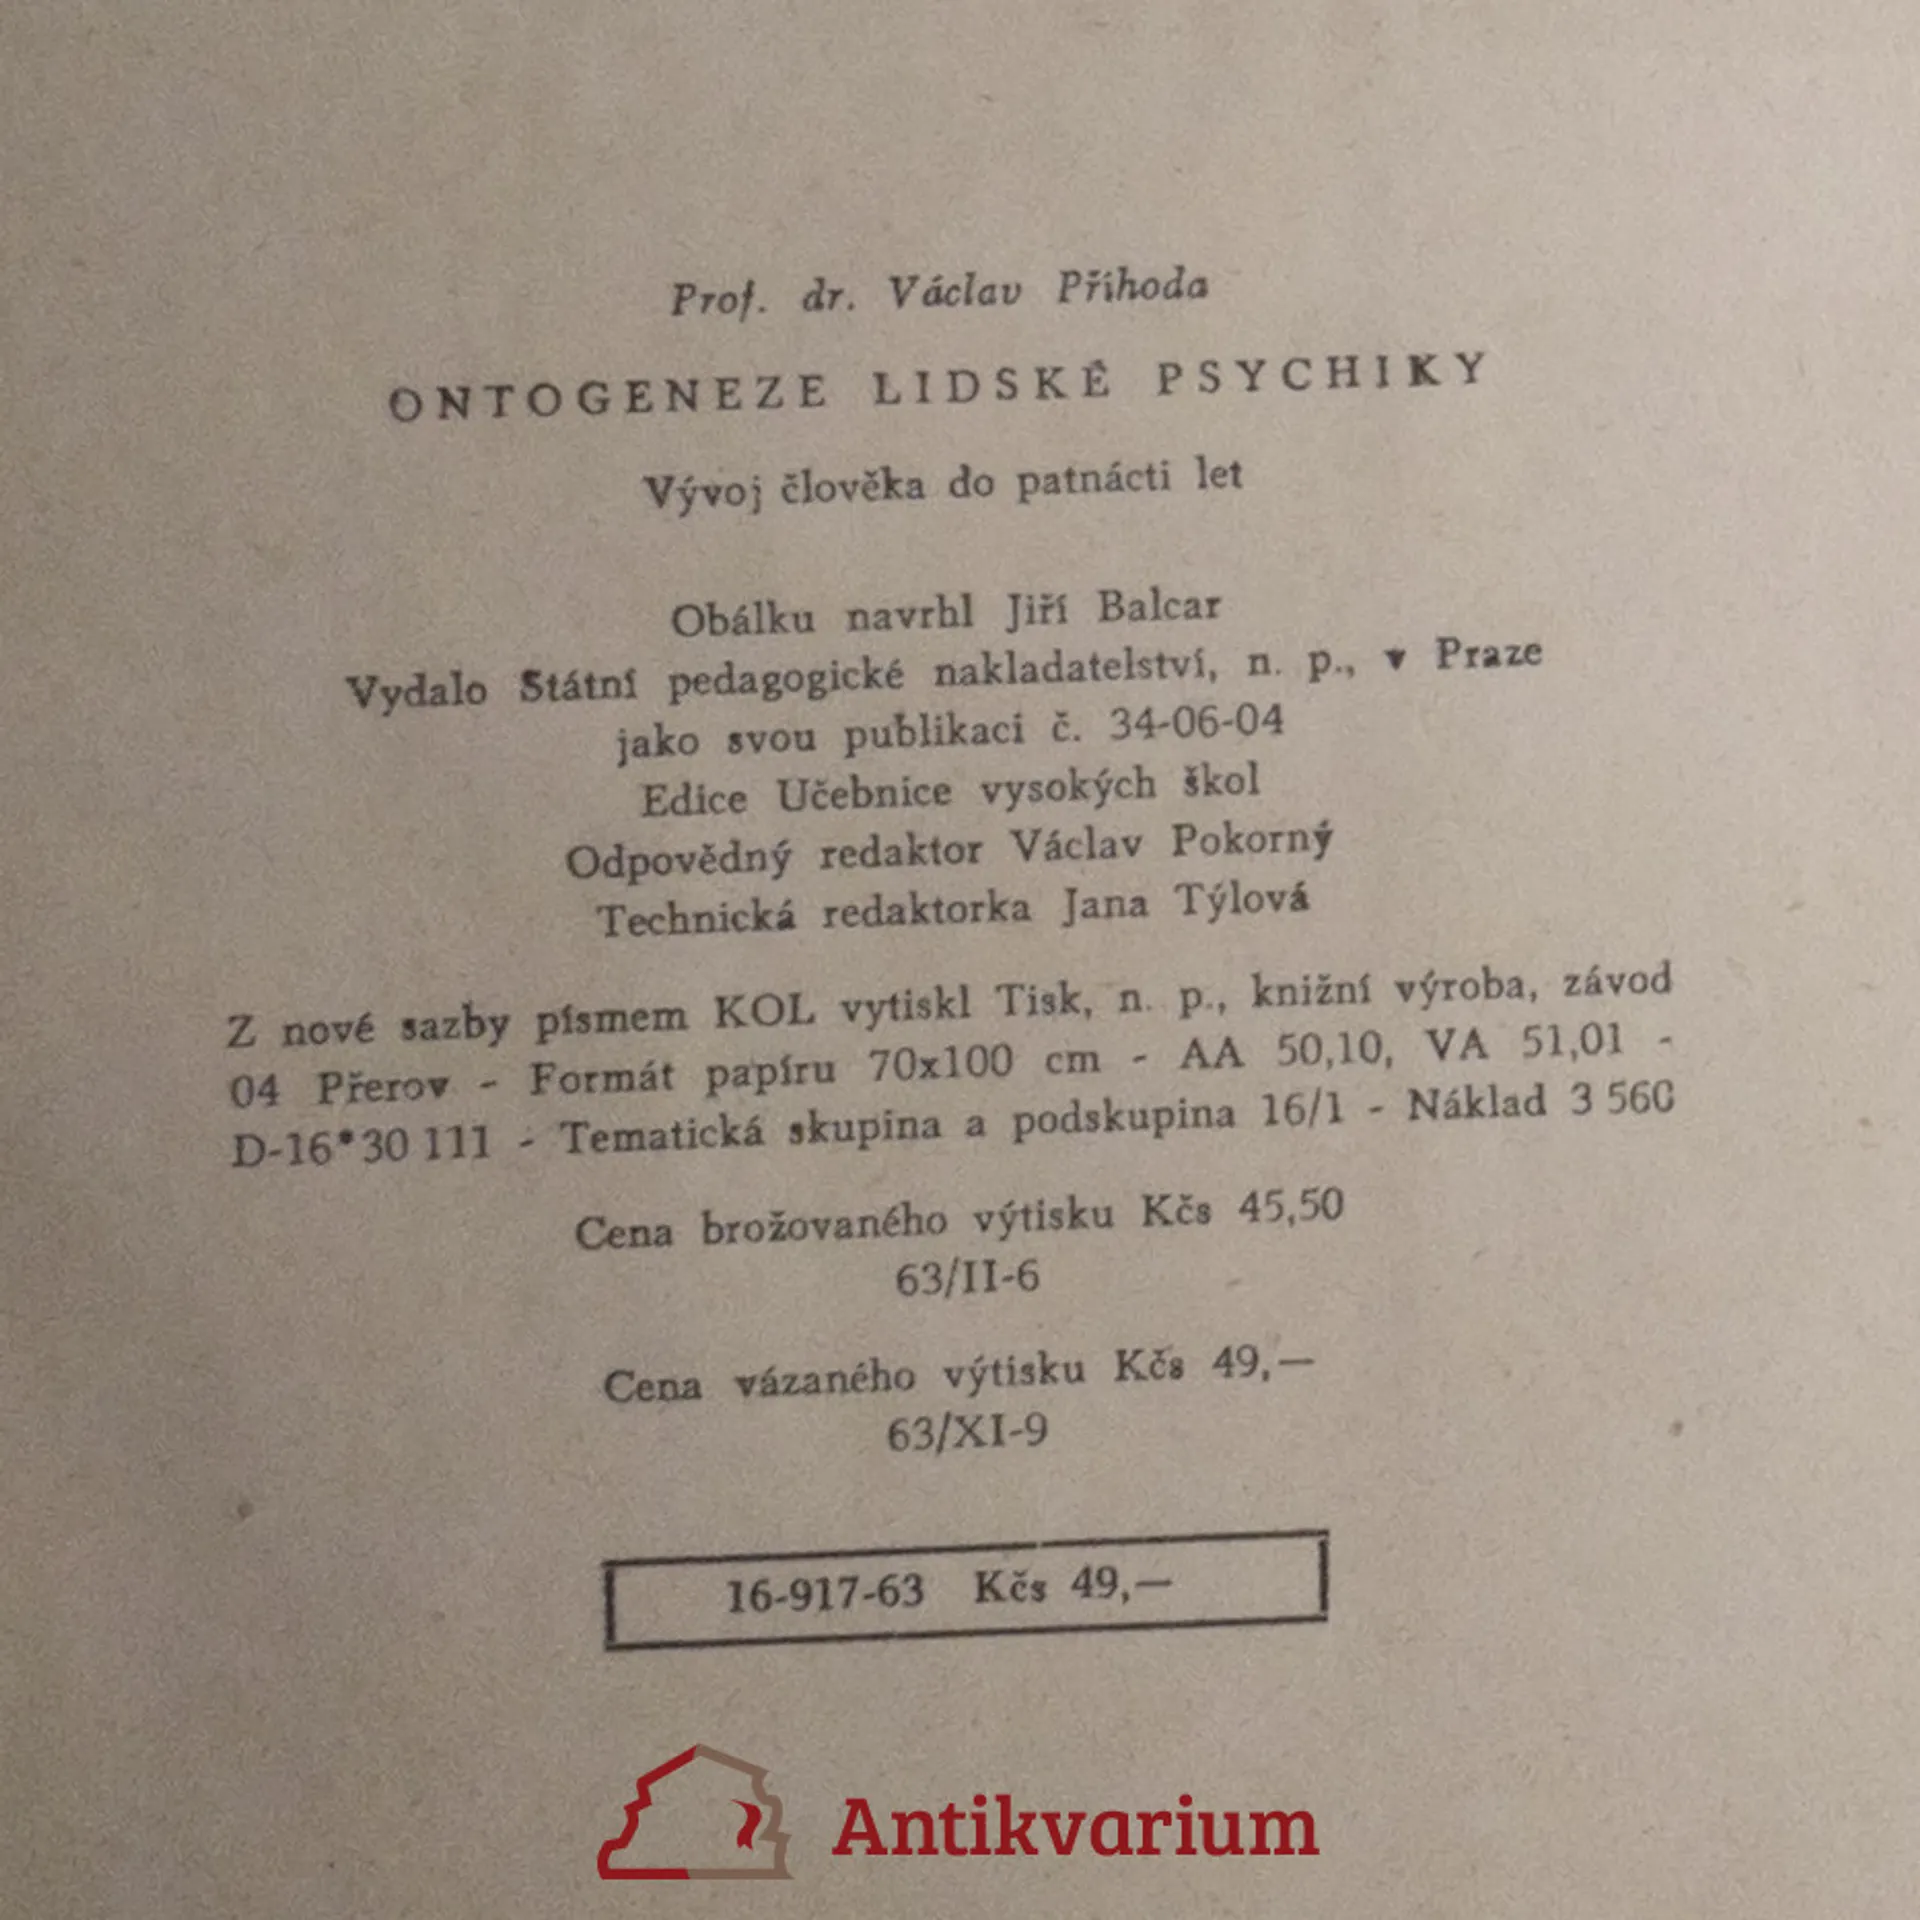 Prof. dr. Václav Příhoda
ONTOGENEZE LIDSKÉ PSYCHIKY
Vývoj člověka do patnácti let
Obálku navrhl Jiří Balcar
Vydalo Státní pedagogické nakladatelství, n. p., v Praze
jako svou publikaci č. 34-06-04
Edice Učebnice vysokých škol
Odpovědný redaktor Václav Pokorný
Technická redaktorka Jana Týlová
Z nové sazby písmem KOL vytiskl Tisk, n. p., knižní výroba, závod
04 Přerov - Formát papíru 70x100 cm - AA 50,10, VA 51,01 -
D-16*30 111 - Tematická skupina a podskupina 16/1 - Náklad 3 560
Cena brožovaného výtisku Kčs 45,50
63/II-6
Cena vázaného výtisku Kčs 49,—
63/XI-9
16-917-63 Kčs 49,—
Antikvarium